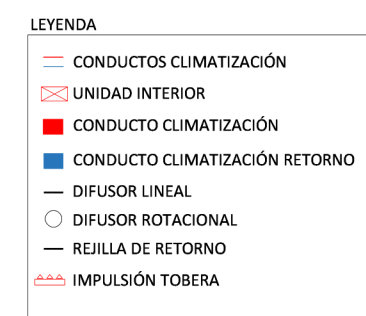 LEYENDA
CONDUCTOS CLIMATIZACIÓN
UNIDAD INTERIOR
CONDUCTO CLIMATIZACIÓN
CONDUCTO CLIMATIZACIÓN RETORNO
DIFUSOR LINEAL
DIFUSOR ROTACIONAL
REJILLA DE RETORNO
IMPULSIÓN TOBERA